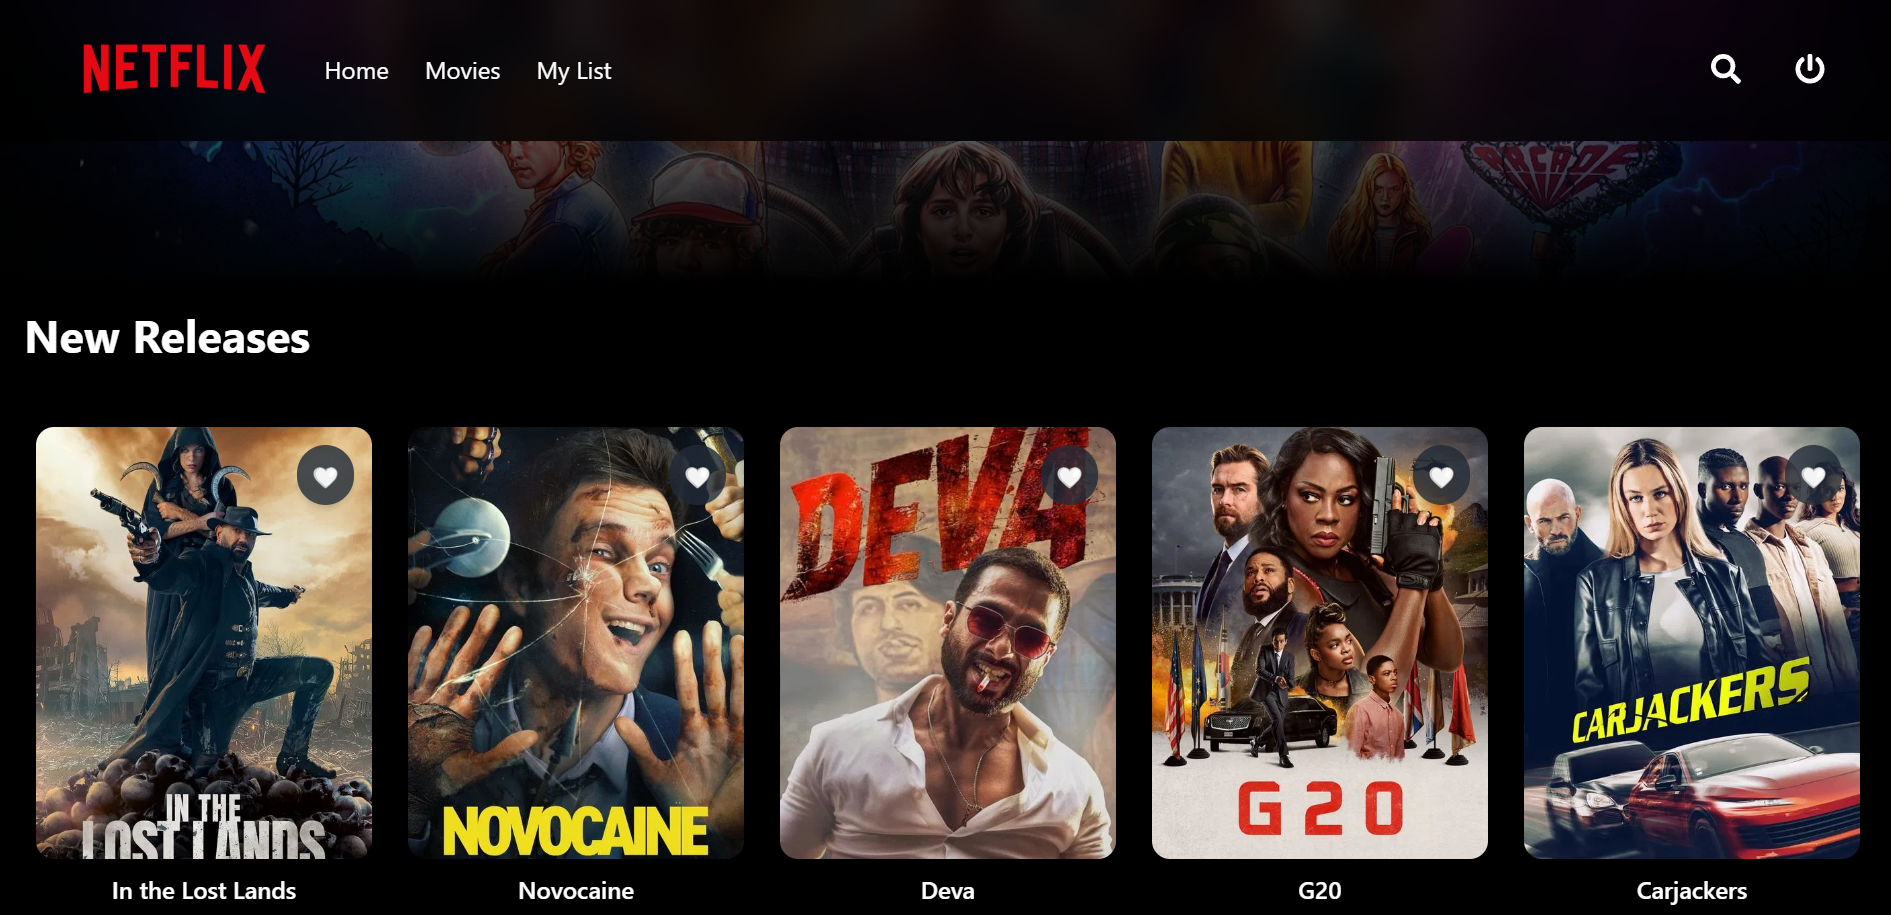 NETFLIX
Home
Movies
My List
ARCADE
New Releases
DEVA
IN THE
LOST LANDS
NOVOCAINE
G20
CARJACKERS
In the Lost Lands
Novocaine
Deva
G20
Carjackers